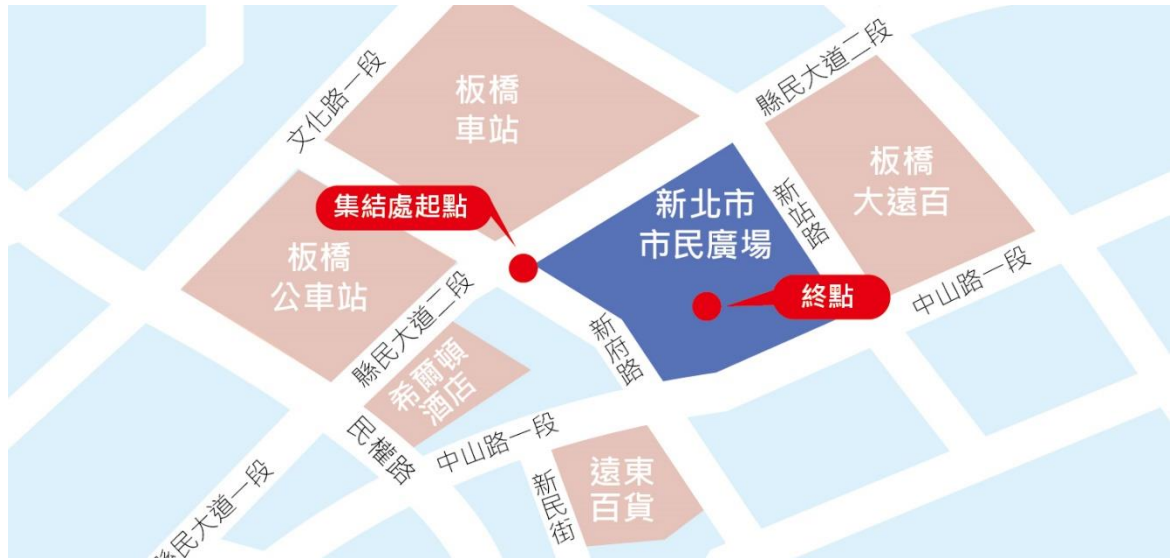 文化路一段
板橋
車站
縣民大道二段
板橋
大遠百
集結處起點
新北市
市民廣場
新站路
板橋
公車站
終點
中山路一段
縣民大道二段
新府路
希爾頓
酒店
民權路
中山路一段
新民街
遠東
百貨
縣民大道一段